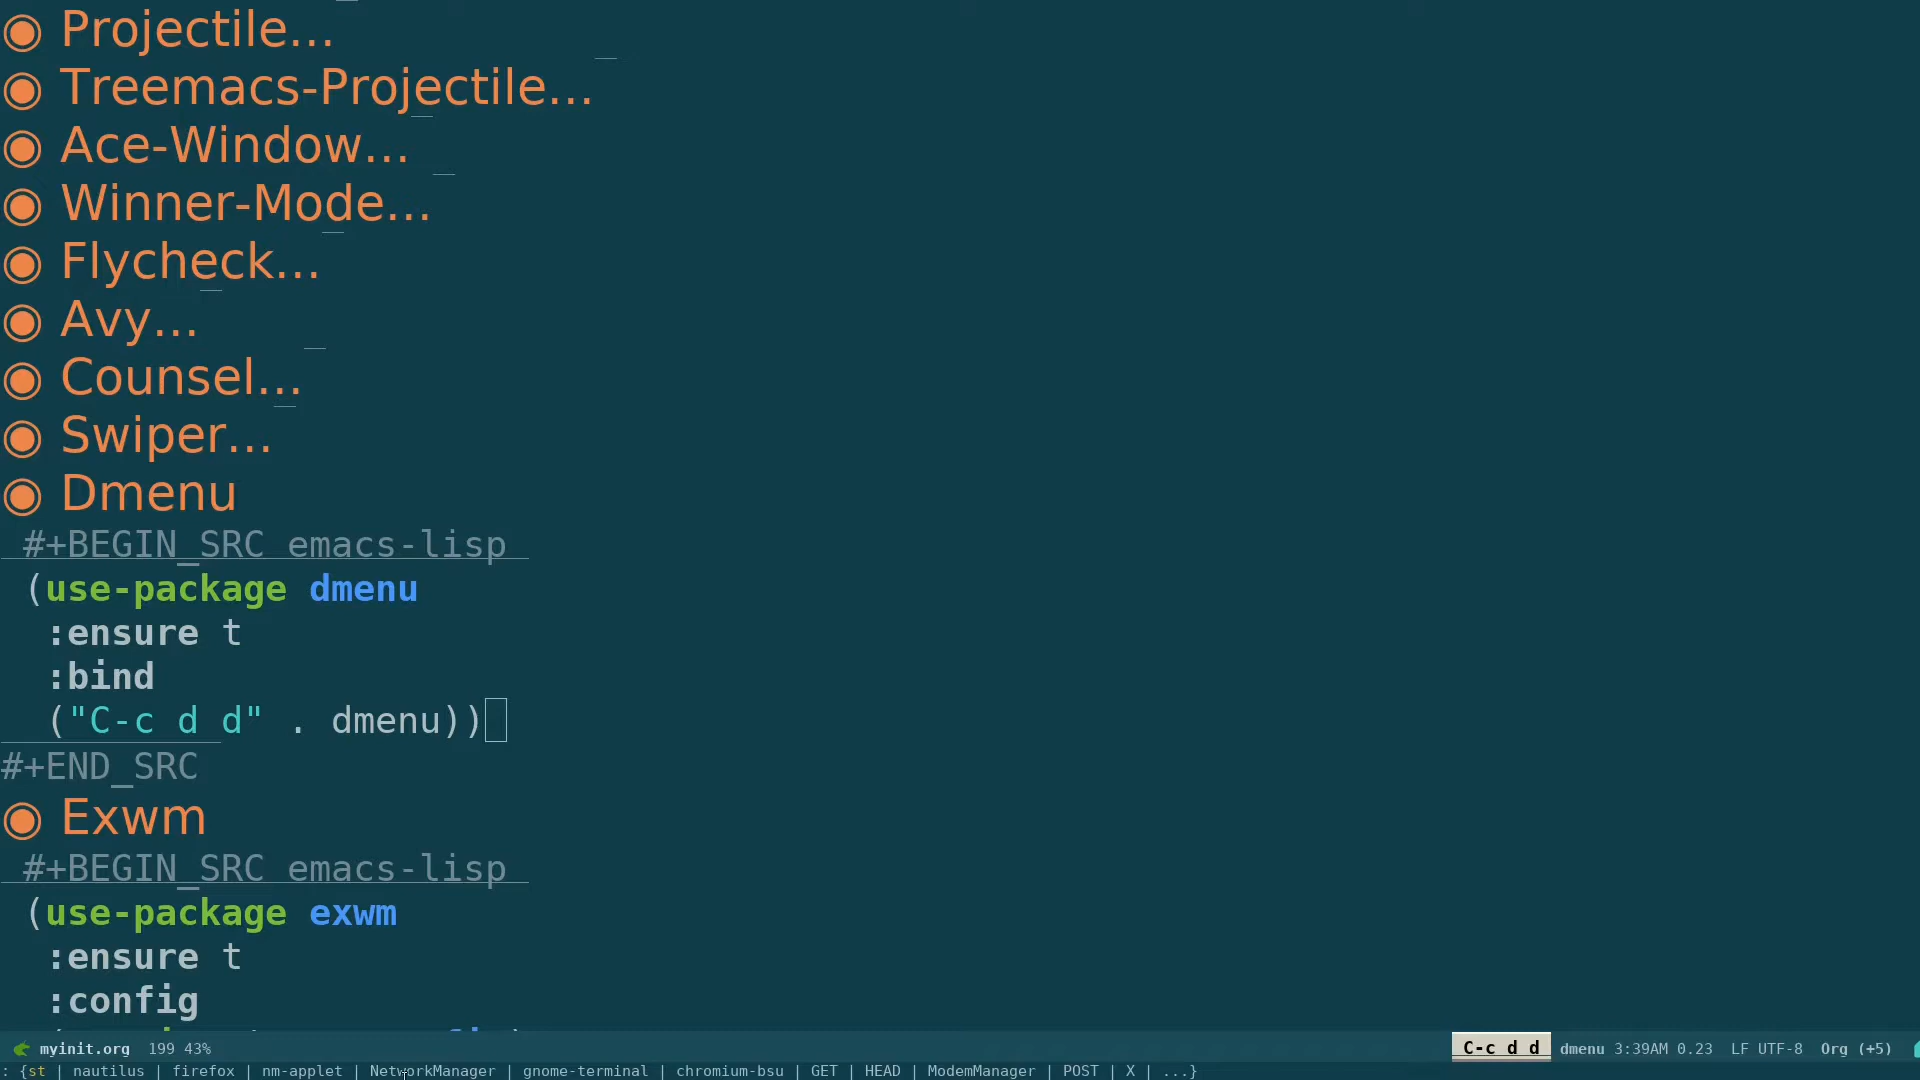 ◉ Projectile...
◉ Treemacs-Projectile...
◉ Ace-Window...
◉ Winner-Mode...
◉ Flycheck...
◉ Avy...
◉ Counsel...
◉ Swiper...
◉ Dmenu
#+BEGIN_SRC emacs-lisp
(use-package dmenu
:ensure t
:bind
("C-c d d" . dmenu))
#+END_SRC
◉ Exwm
#+BEGIN_SRC emacs-lisp
(use-package exwm
:ensure t
:config
myinit.org 199 43% C-c d d dmenu 3:39AM 0.23 LF UTF-8 Org (+5)
: {st | nautilus | firefox | nm-applet | NetworkManager | gnome-terminal | chromium-bsu | GET | HEAD | ModemManager | POST | X | ...}